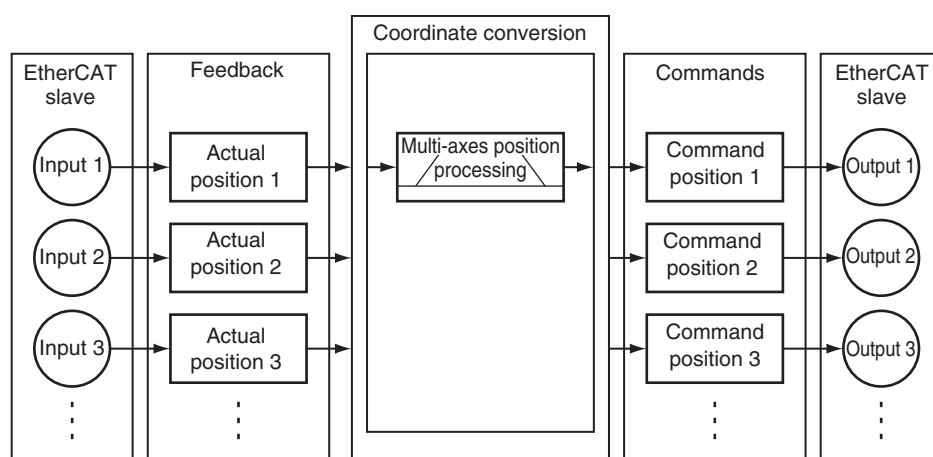 Coordinate conversion
EtherCAT
slave
Feedback
Commands
EtherCAT
slave
Input 1
Actual
position 1
Multi-axes position
processing
Command
position 1
Output 1
Input 2
Actual
position 2
Command
position 2
Output 2
Input 3
Actual
position 3
Command
position 3
Output 3